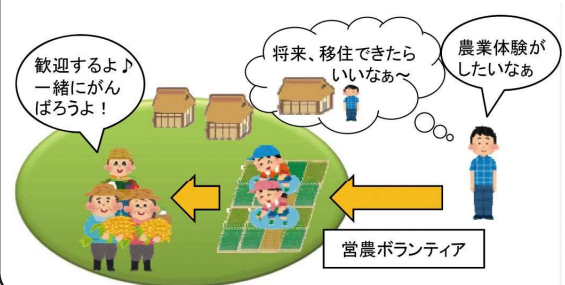 歓迎するよ♪
一緒にがん
ばろうよ！
将来、移住できたら
いいなぁ～
農業体験が
したいなぁ
営農ボランティア